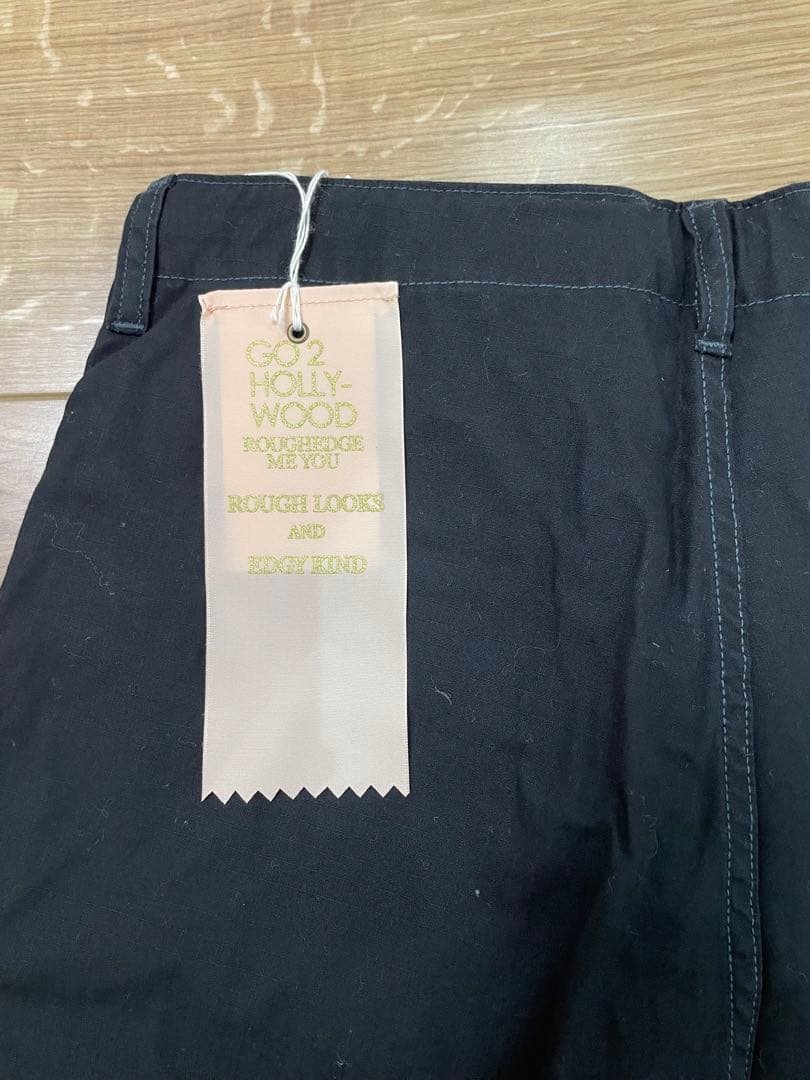 GO 2
HOLLY-
WOOD
ROUGHEDGE
ME YOU
ROUGH LOOKS
AND
EDGY KIND